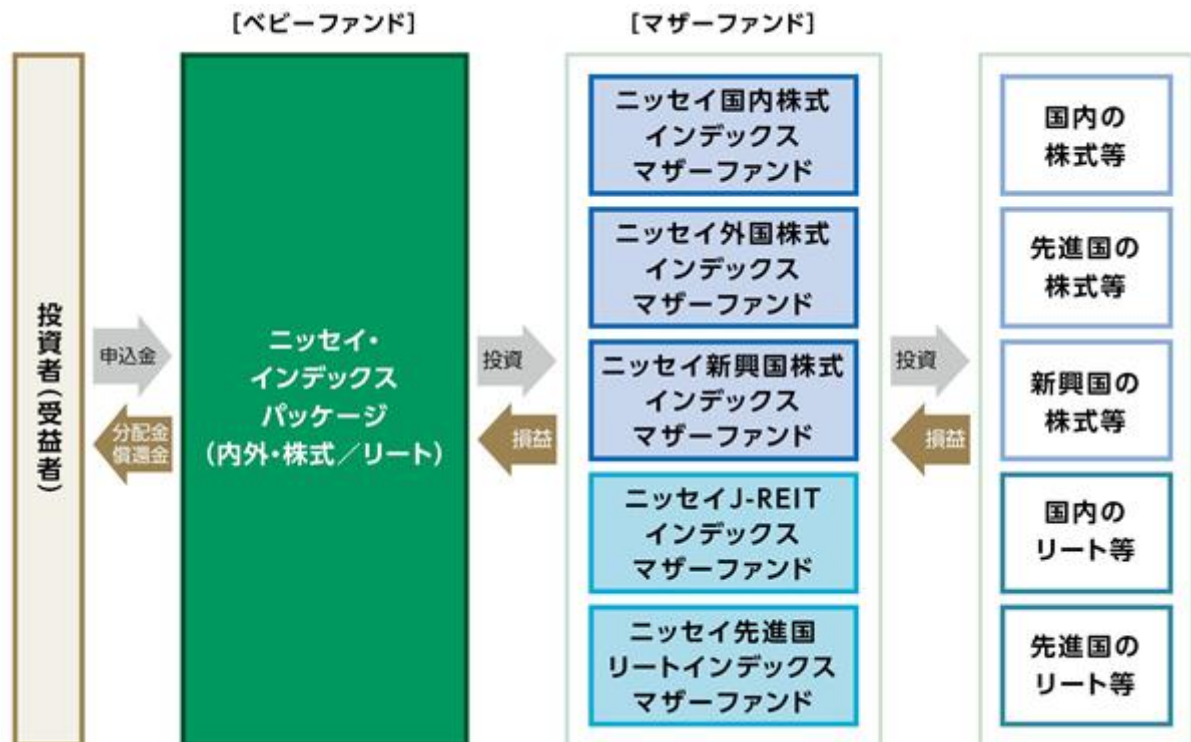 [ベビーファンド]
[マザーファンド]
投資者(受益者)
申込金
分配金
償還金
ニッセイ・
インデックス
パッケージ
(内外・株式／リート)
投資
損益
ニッセイ国内株式
インデックス
マザーファンド
ニッセイ外国株式
インデックス
マザーファンド
ニッセイ新興国株式
インデックス
マザーファンド
ニッセイJ-REIT
インデックス
マザーファンド
ニッセイ先進国
リートインデックス
マザーファンド
投資
損益
国内の
株式等
先進国の
株式等
新興国の
株式等
国内の
リート等
先進国の
リート等